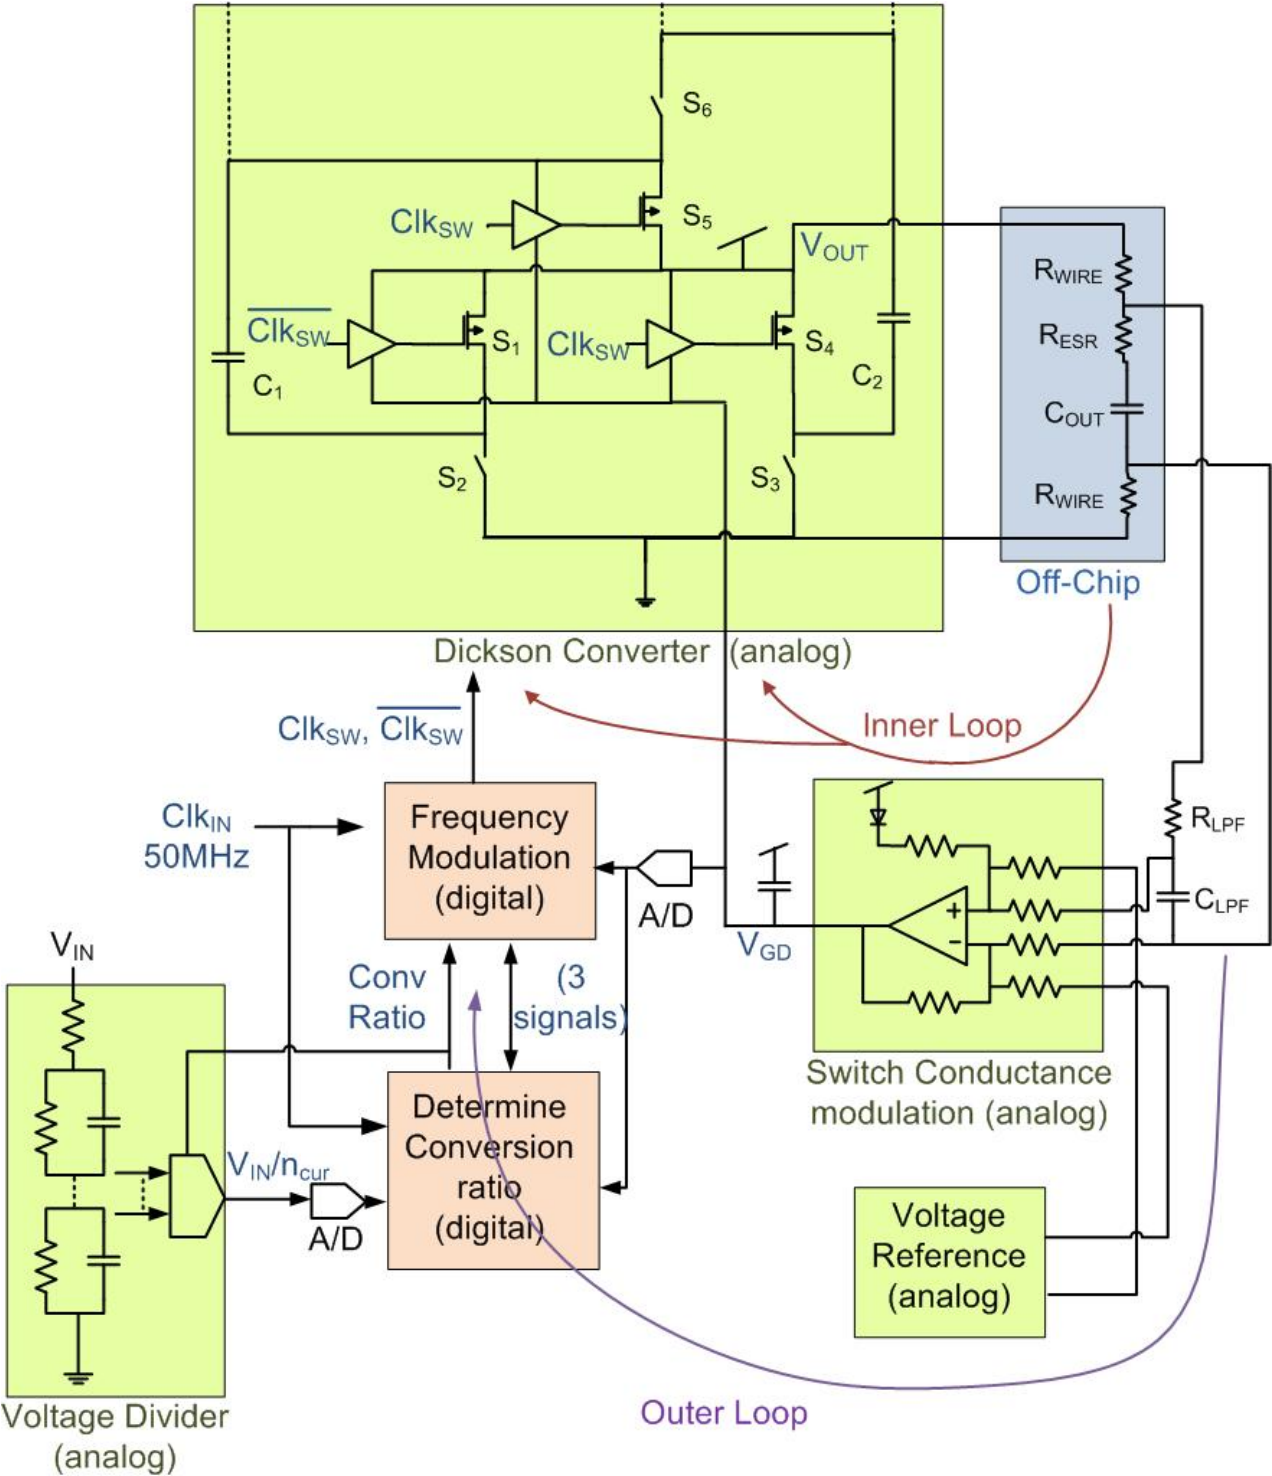 S6
ClkSW
S5
VOUT
ClkSW
S1
ClkSW
S4
C1
C2
S2
S3
RWIRE
RESR
COUT
RWIRE
Off-Chip
Dickson Converter (analog)
ClkSW, ClkSW
Inner Loop
ClkIN
50MHz
Frequency
Modulation
(digital)
A/D
VGD
+
-
RLPF
CLPF
VIN
Conv
Ratio
(3
signals)
Switch Conductance
modulation (analog)
Determine
Conversion
ratio
(digital)
VIN/ncur
A/D
Voltage
Reference
(analog)
Outer Loop
Voltage Divider
(analog)